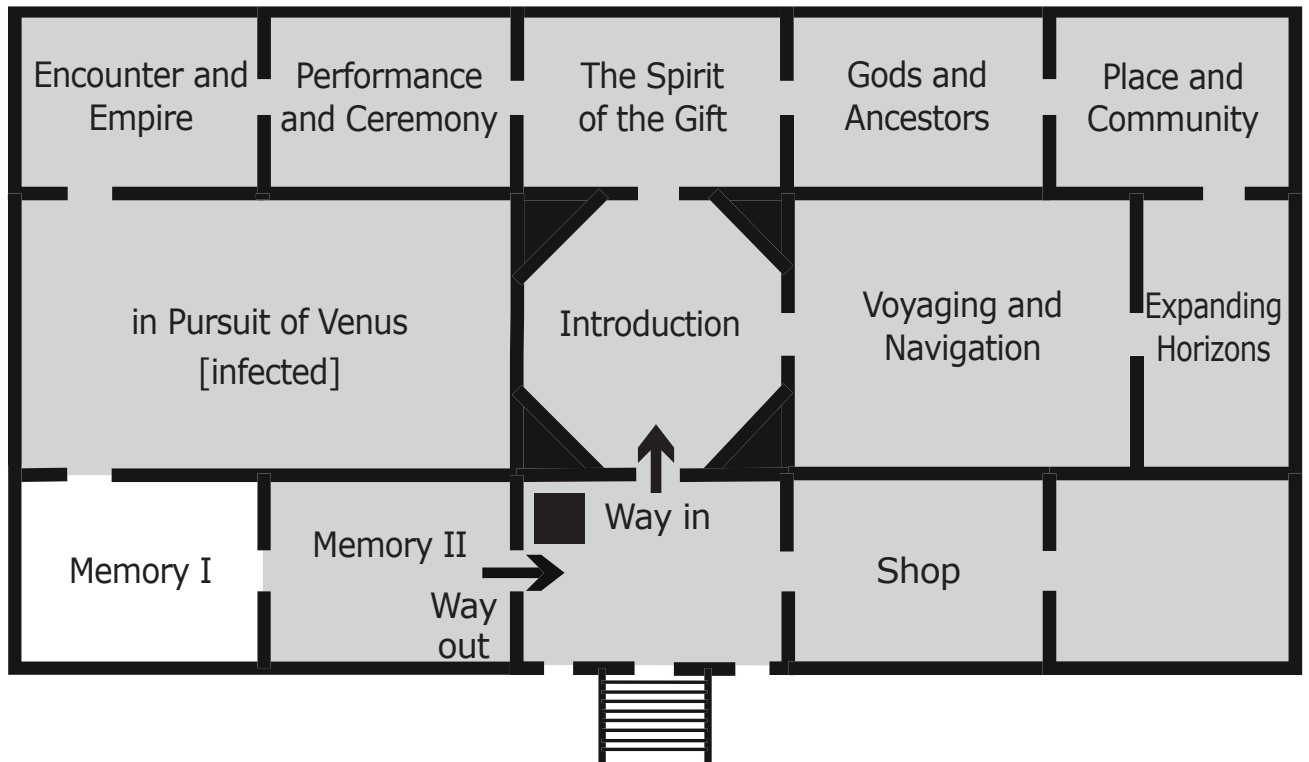 Encounter and
Empire
Performance
and Ceremony
The Spirit
of the Gift
Gods and
Ancestors
Place and
Community
in Pursuit of Venus
[infected]
Introduction
Voyaging and
Navigation
Expanding
Horizons
Memory I
Memory II
Way
out
Way in
Shop